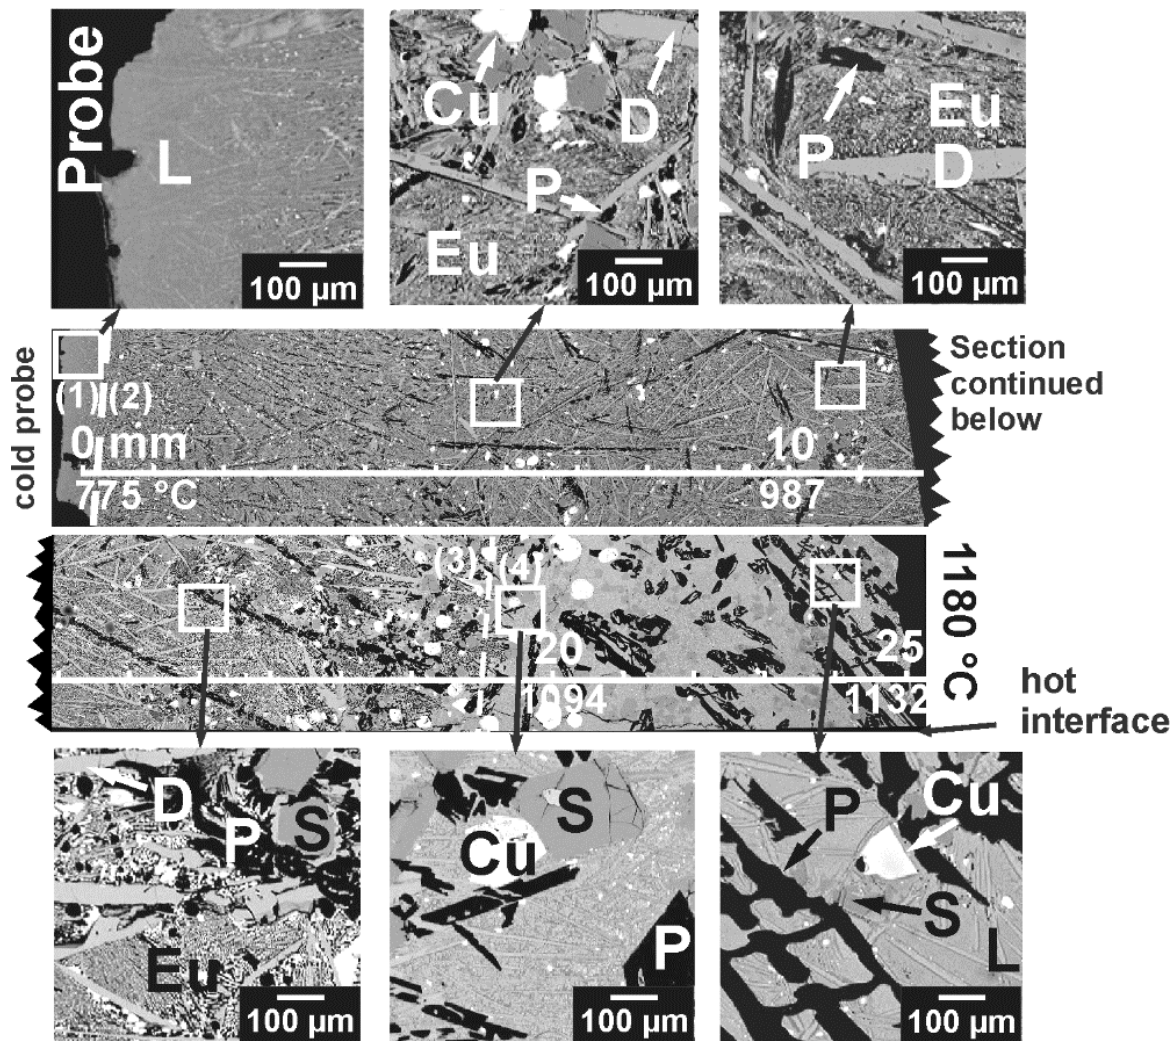 Probe
L
100 µm
Cu
D
P
Eu
100 µm
P
Eu
D
100 µm
cold probe
(1) (2)
0 mm
10
775 °C
987
Section
continued
below
(3) (4)
20
25
1094
1132
1180 °C
hot
interface
D
P
S
Eu
100 µm
S
Cu
P
100 µm
P
Cu
S
L
100 µm